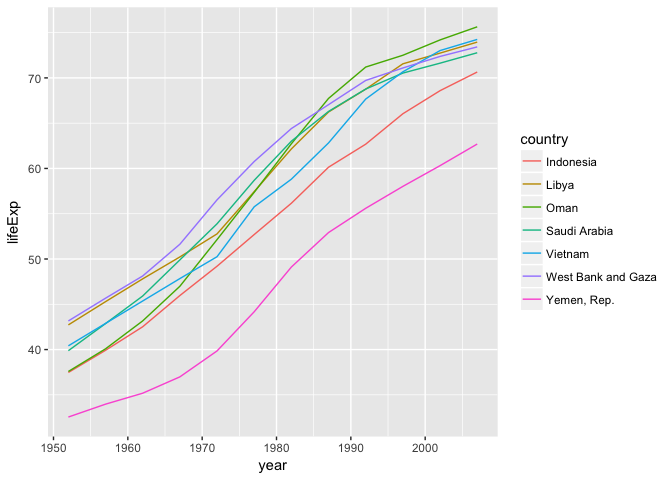 70
60
50
40
lifeExp
1950 1960 1970 1980 1990 2000
year
country
Indonesia
Libya
Oman
Saudi Arabia
Vietnam
West Bank and Gaza
Yemen, Rep.